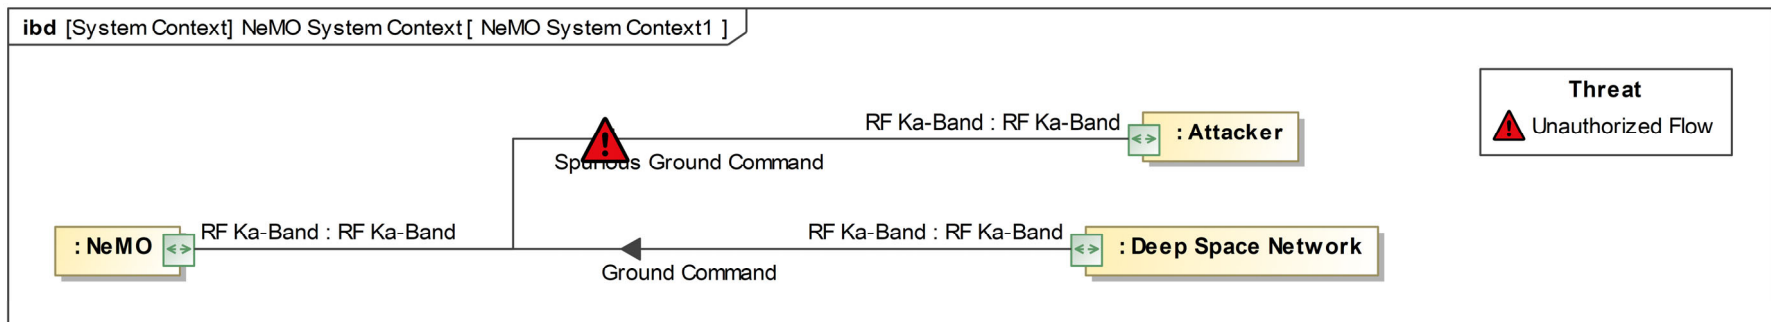 ibd [System Context] NeMO System Context [ NeMO System Context1 ]
Threat
Unauthorized Flow
RF Ka-Band : RF Ka-Band
: Attacker
Spurious Ground Command
: NeMO
RF Ka-Band : RF Ka-Band
RF Ka-Band : RF Ka-Band
: Deep Space Network
Ground Command